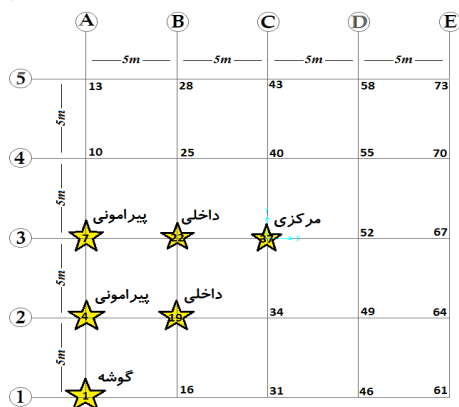 A B C D E
5m 5m 5m 5m
5 13 28 43 58 73
5m
4 10 25 40 55 70
5m
پیرامونی داخلی مرکزی
3 7 22 37 52 67
5m
پیرامونی داخلی
2 4 19 34 49 64
5m
گوشه
1 1 16 31 46 61